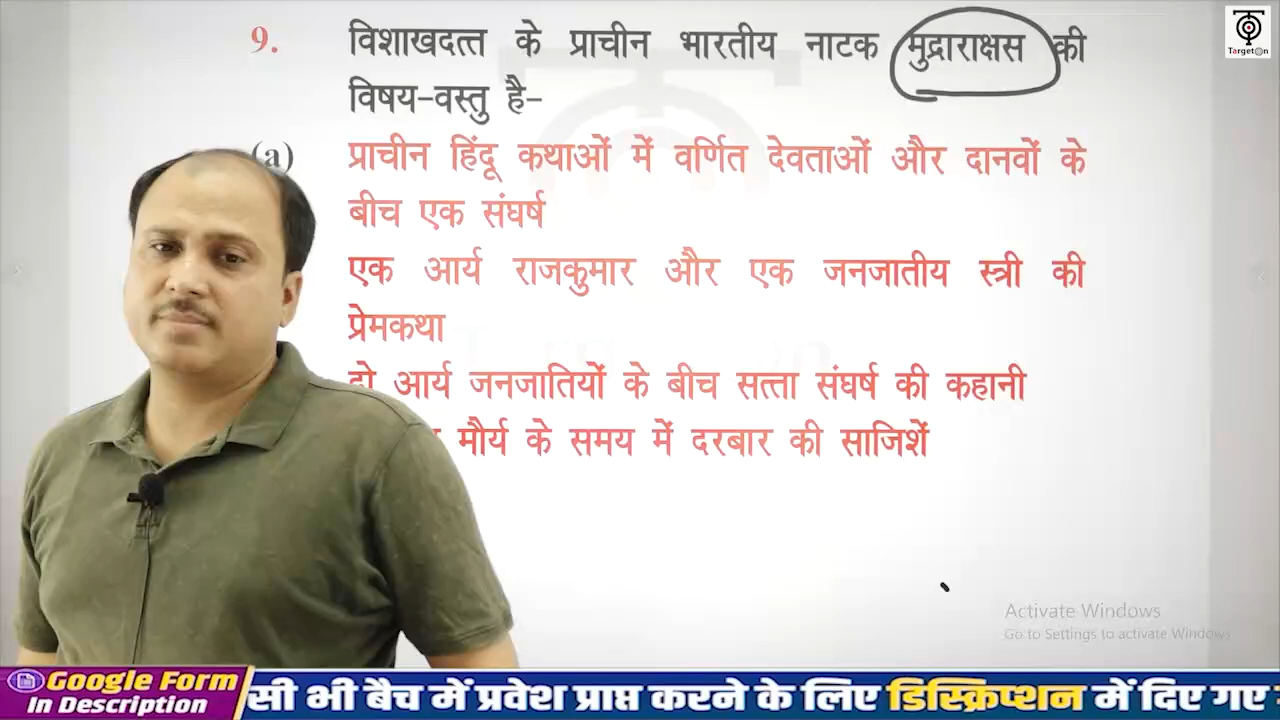 9. विशाखदत्त के प्राचीन भारतीय नाटक मुद्राराक्षस की
विषय-वस्तु है-
(a) प्राचीन हिंदू कथाओं में वर्णित देवताओं और दानवों के
बीच एक संघर्ष
एक आर्य राजकुमार और एक जनजातीय स्त्री की
प्रेमकथा
दो आर्य जनजातियों के बीच सत्ता संघर्ष की कहानी
मौर्य के समय में दरबार की साजिशें
Target
Activate Windows
Go to Settings to activate Windows.
Google Form
In Description
सी भी बैच में प्रवेश प्राप्त करने के लिए डिस्क्रिप्शन में दिए गए